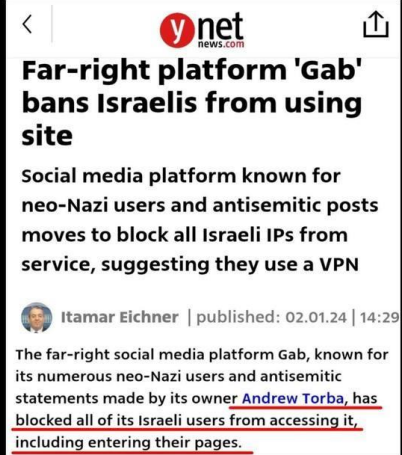 ynet
news.com
Far-right platform 'Gab'
bans Israelis from using
site
Social media platform known for
neo-Nazi users and antisemitic posts
moves to block all Israeli IPs from
service, suggesting they use a VPN
Itamar Eichner | published: 02.01.24 | 14:29
The far-right social media platform Gab, known for
its numerous neo-Nazi users and antisemitic
statements made by its owner Andrew Torba, has
blocked all of its Israeli users from accessing it,
including entering their pages.